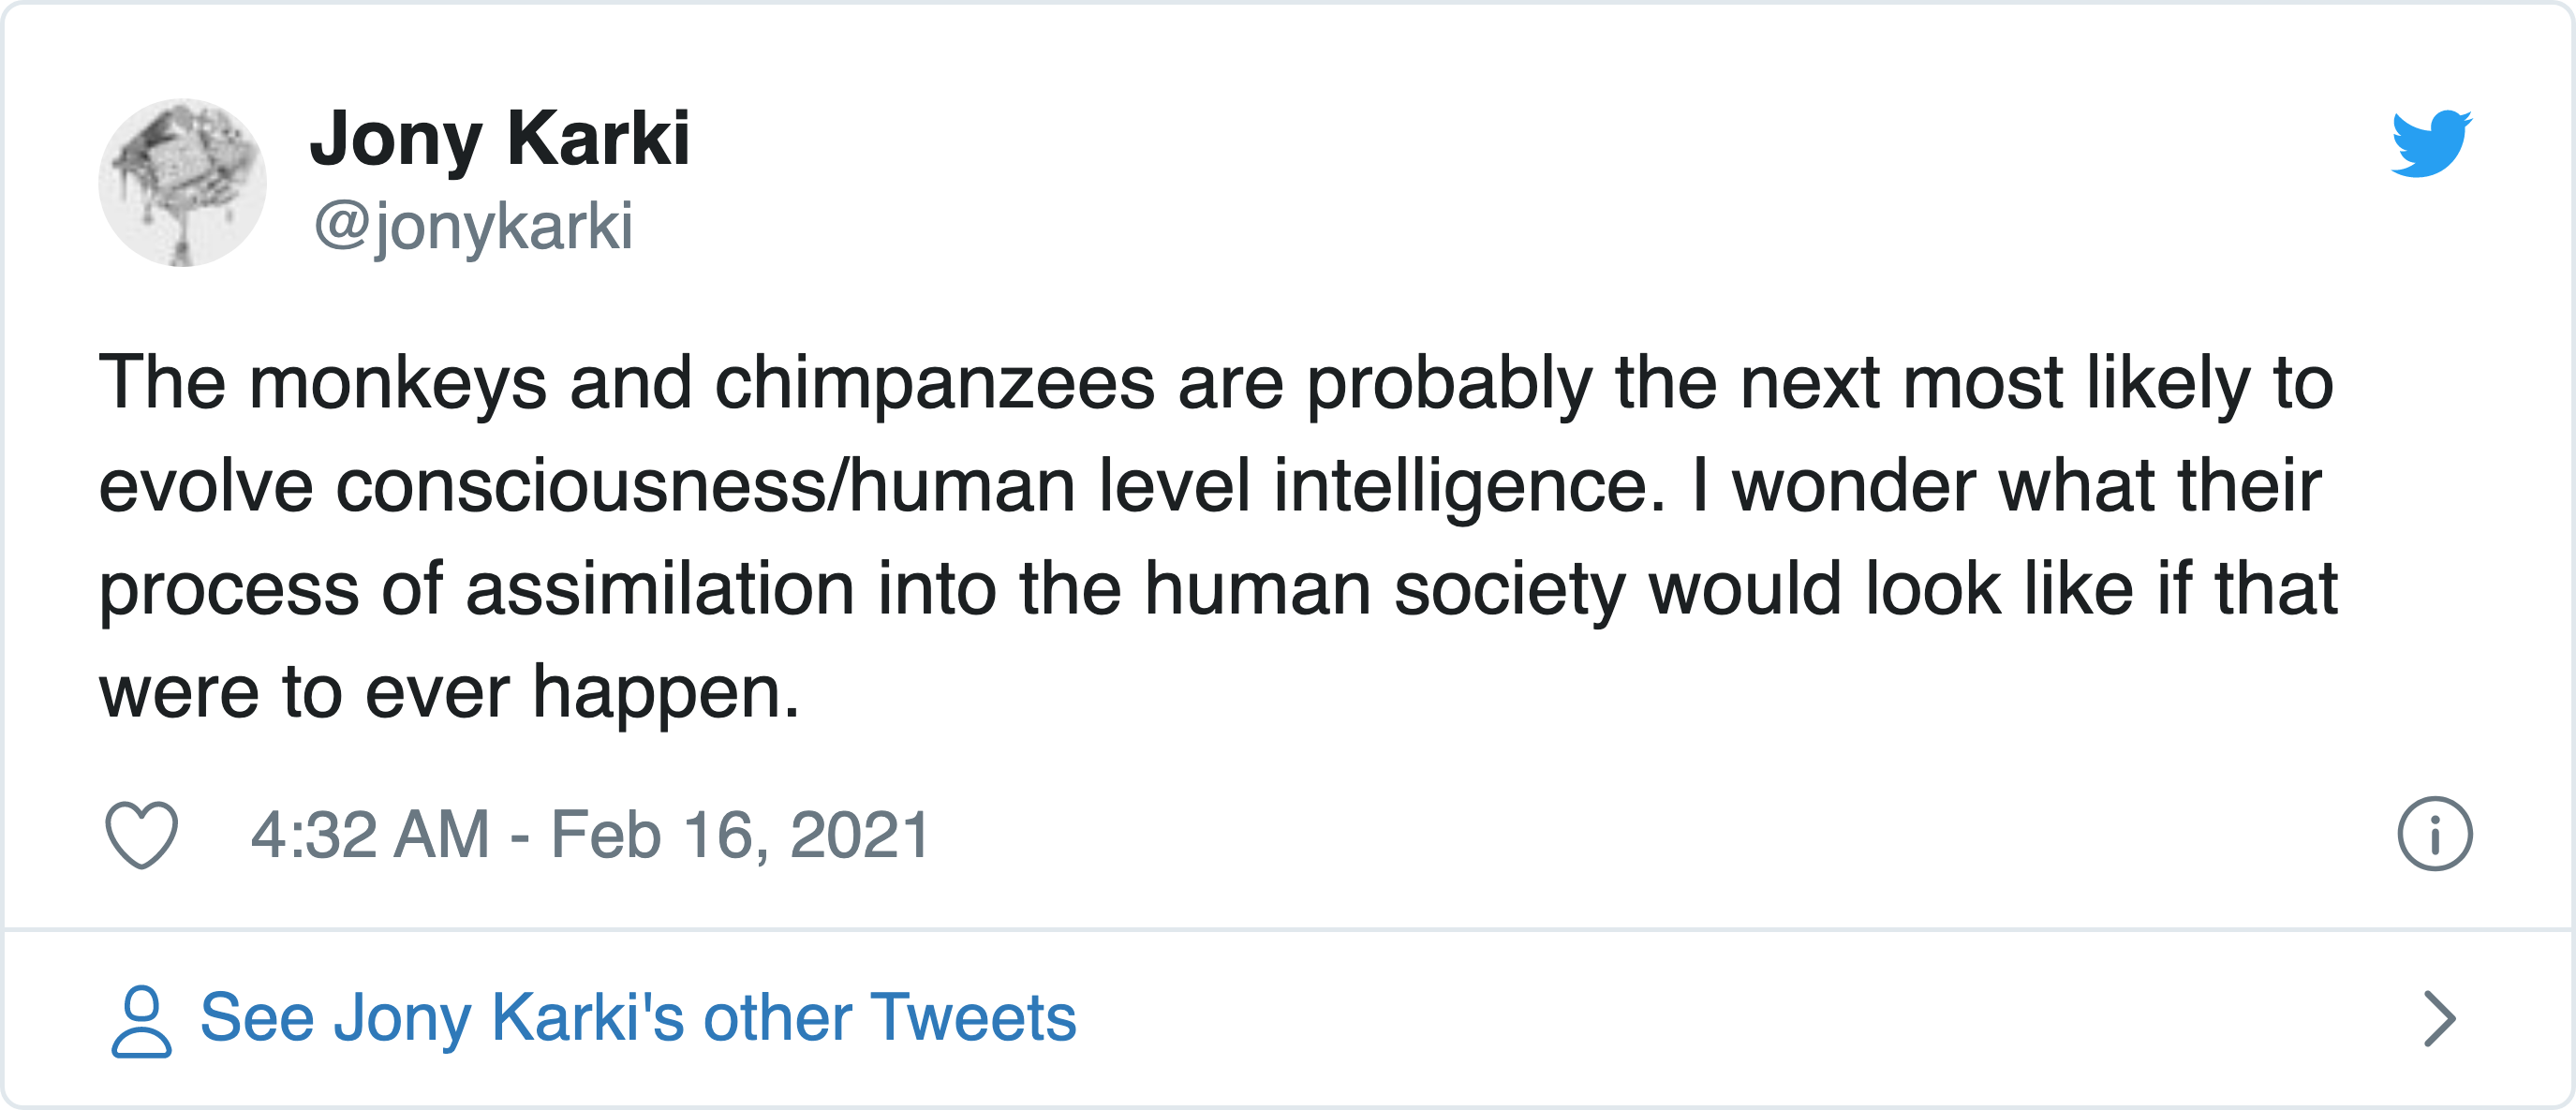 Jony Karki
@jonykarki
The monkeys and chimpanzees are probably the next most likely to
evolve consciousness/human level intelligence. I wonder what their
process of assimilation into the human society would look like if that
were to ever happen.
4:32 AM - Feb 16, 2021
See Jony Karki's other Tweets